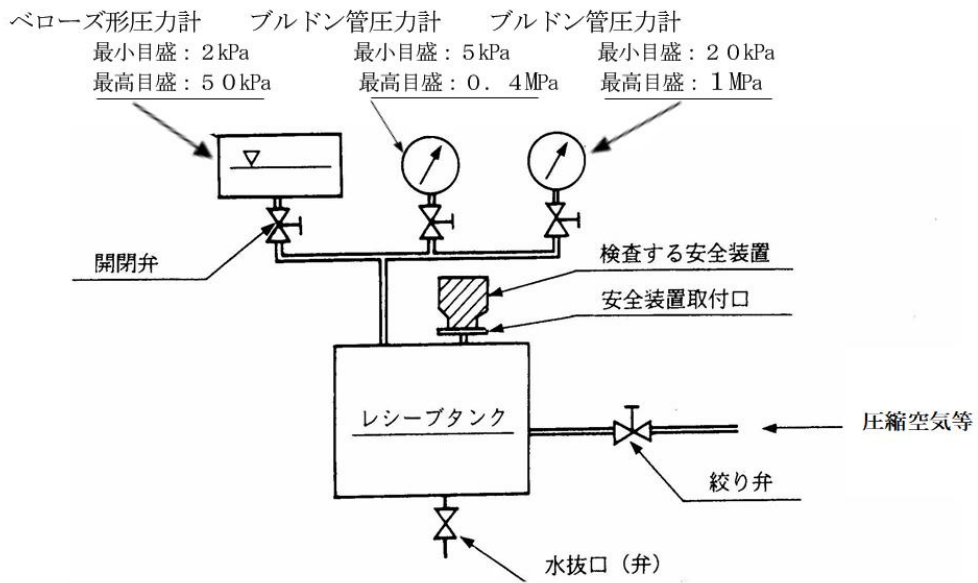 ベローズ形圧力計　ブルドン管圧力計　ブルドン管圧力計
最小目盛：2kPa　最小目盛：5kPa　最小目盛：20kPa
最高目盛：50kPa　最高目盛：0．4MPa　最高目盛：1MPa
検査する安全装置
開閉弁
安全装置取付口
レシーブタンク
圧縮空気等
絞り弁
水抜口（弁）